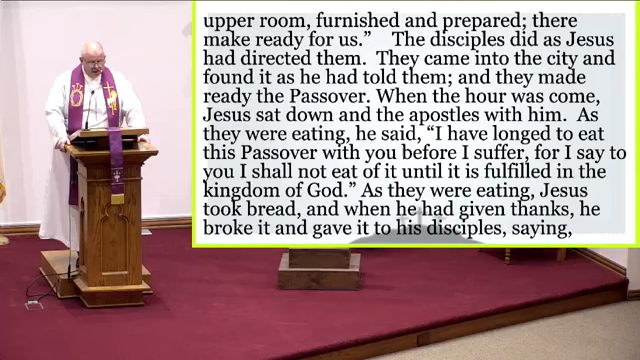 upper room, furnished and prepared; there
make ready for us.” The disciples did as Jesus
had directed them. They came into the city and
found it as he had told them; and they made
ready the Passover. When the hour was come,
Jesus sat down and the apostles with him. As
they were eating, he said, “I have longed to eat
this Passover with you before I suffer, for I say to
you I shall not eat of it until it is fulfilled in the
kingdom of God.” As they were eating, Jesus
took bread, and when he had given thanks, he
broke it and gave it to his disciples, saying,